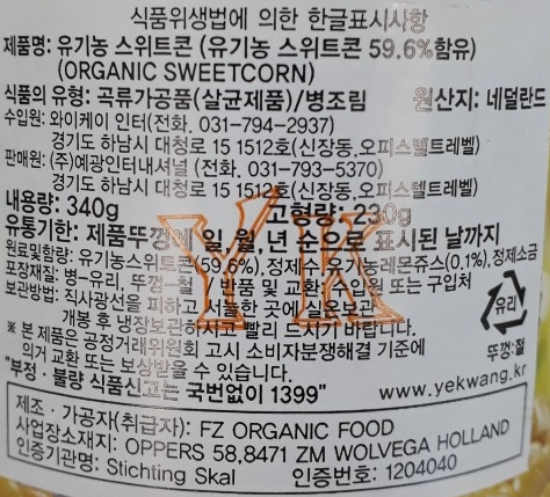 식품위생법에 의한 한글표시사항
제품명: 유기농 스위트콘 (유기농 스위트콘 59.6%함유)
(ORGANIC SWEETCORN)
식품의 유형: 곡류가공품(살균제품)/병조림 원산지: 네덜란드
수입원: 와이케이 인터(전화. 031-794-2937)
경기도 하남시 대청로 15 1512호(신장동,오피스텔트레벨)
판매원: (주)예광인터내셔널 (전화. 031-793-5370)
경기도 하남시 대청로 15 1512호(신장동,오피스텔트레벨)
내용량: 340g 고형량: 230g
유통기한: 제품뚜껑에 일,월,년 순으로 표시된 날까지
원료및함량: 유기농스위트콘(59.6%),정제수,유기농레몬쥬스(0.1%),정제소금
포장재질: 병-유리, 뚜껑-철 / 반품 및 교환: 수입원 또는 구입처
보관방법: 직사광선을 피하고 서늘한 곳에 실온보관
개봉 후 냉장보관하시고 빨리 드시기 바랍니다.
YK
유리
뚜껑:철
※ 본 제품은 공정거래위원회 고시 소비자분쟁해결 기준에
의거 교환 또는 보상받을 수 있습니다.
"부정·불량 식품신고는 국번없이 1399"
www.yekwang.kr
제조·가공자(취급자): FZ ORGANIC FOOD
사업장소재지: OPPERS 58,8471 ZM WOLVEGA HOLLAND
인증기관명: Stichting Skal 인증번호: 1204040